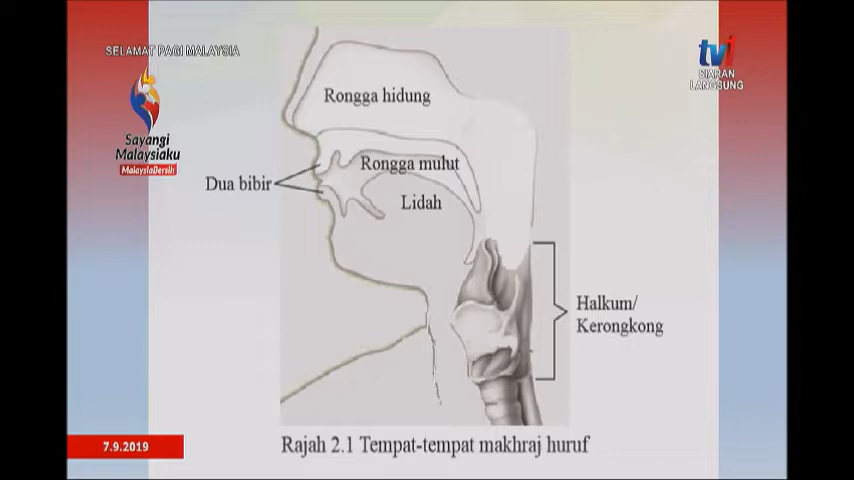 SELAMAT PAGI MALAYSIA
tv1
SIARAN
LANGSUNG
Sayangi
Malaysiaku
MalaysiaBersih
Rongga hidung
Rongga mulut
Dua bibir
Lidah
Halkum/
Kerongkong
7.9.2019
Rajah 2.1 Tempat-tempat makhraj huruf